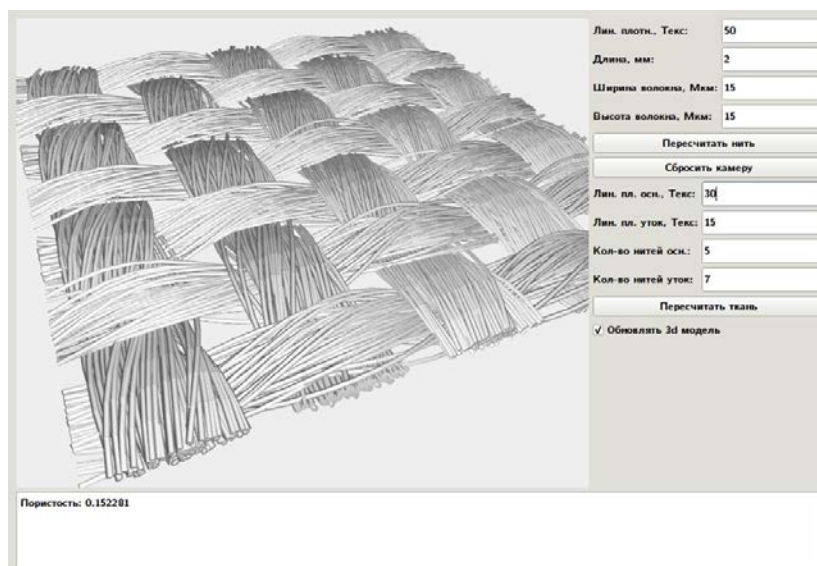 Лин. плотн., Текс: 50
Длина, мм: 2
Ширина волокна, Мкм: 15
Высота волокна, Мкм: 15
Пересчитать нить
Сбросить камеру
Лин. пл. осн., Текс: 30
Лин. пл. уток, Текс: 15
Кол-во нитей осн.: 5
Кол-во нитей уток: 7
Пересчитать ткань
Обновлять 3d модель
Пористость: 0.152281